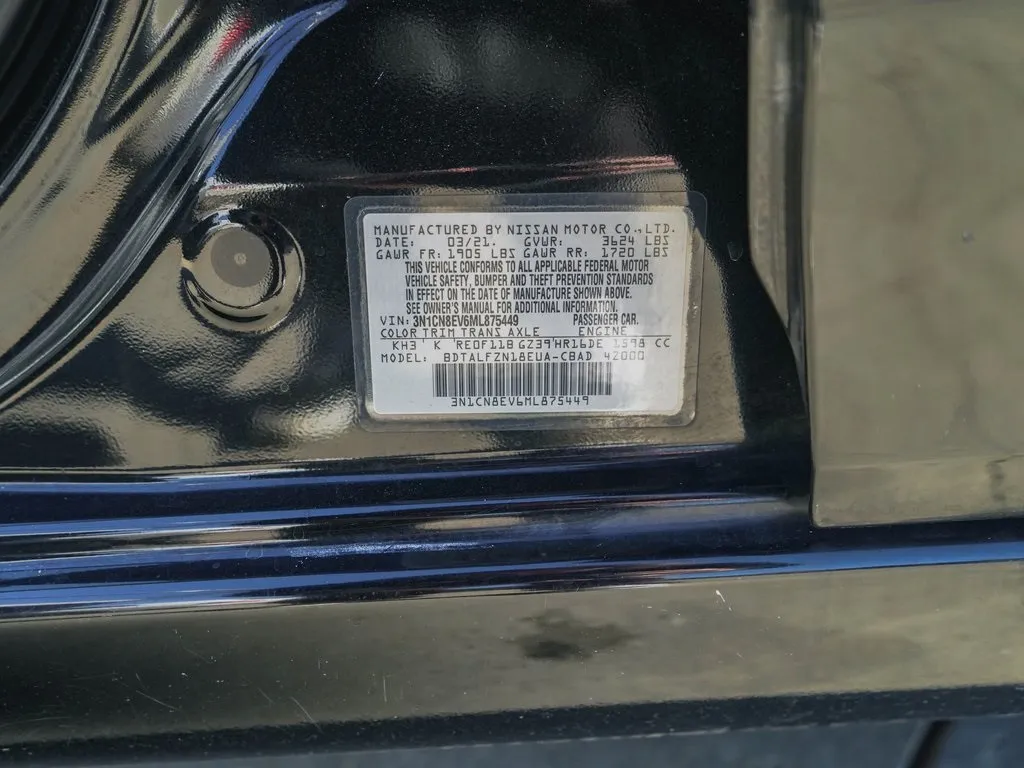 MANUFACTURED BY NISSAN MOTOR CO.,LTD.
DATE: 03/21. GVWR: 3624 LBS
GAWR FR: 1905 LBS GAWR RR: 1720 LBS
THIS VEHICLE CONFORMS TO ALL APPLICABLE FEDERAL MOTOR
VEHICLE SAFETY, BUMPER AND THEFT PREVENTION STANDARDS
IN EFFECT ON THE DATE OF MANUFACTURE SHOWN ABOVE.
SEE OWNER'S MANUAL FOR ADDITIONAL INFORMATION.
VIN: 3N1CN8EV6ML875449 PASSENGER CAR.
COLOR TRIM TRANS AXLE ENGINE
KH3 K RE0F11B GZ39 HR16DE 1598 CC
MODEL: BDTALFZN18EUA-CBAD 42000
3N1CN8EV6ML875449